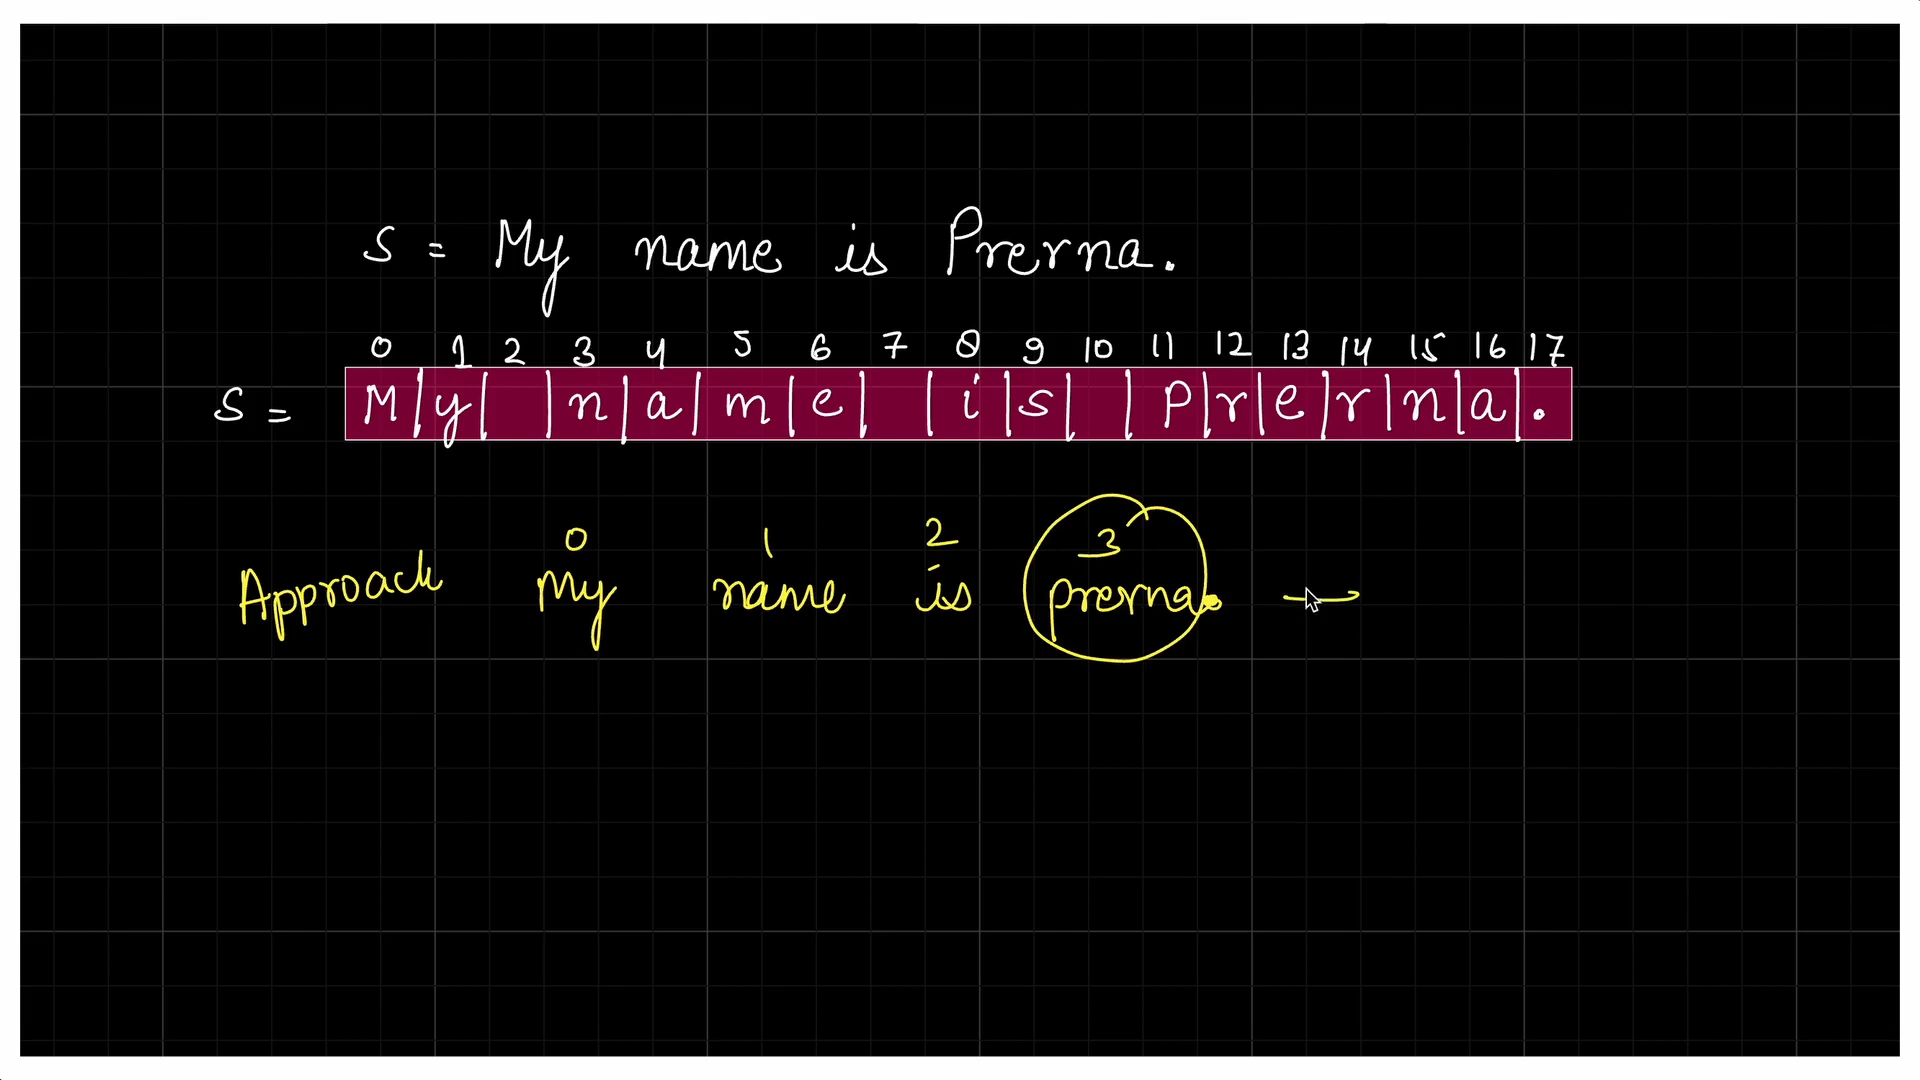 s = My name is Prerna.
0 1 2 3 4 5 6 7 8 9 10 11 12 13 14 15 16 17
s = M|y| |n|a|m|e| |i|s| |P|r|e|r|n|a|.
0 1 2 3
Approach My name is prerna.